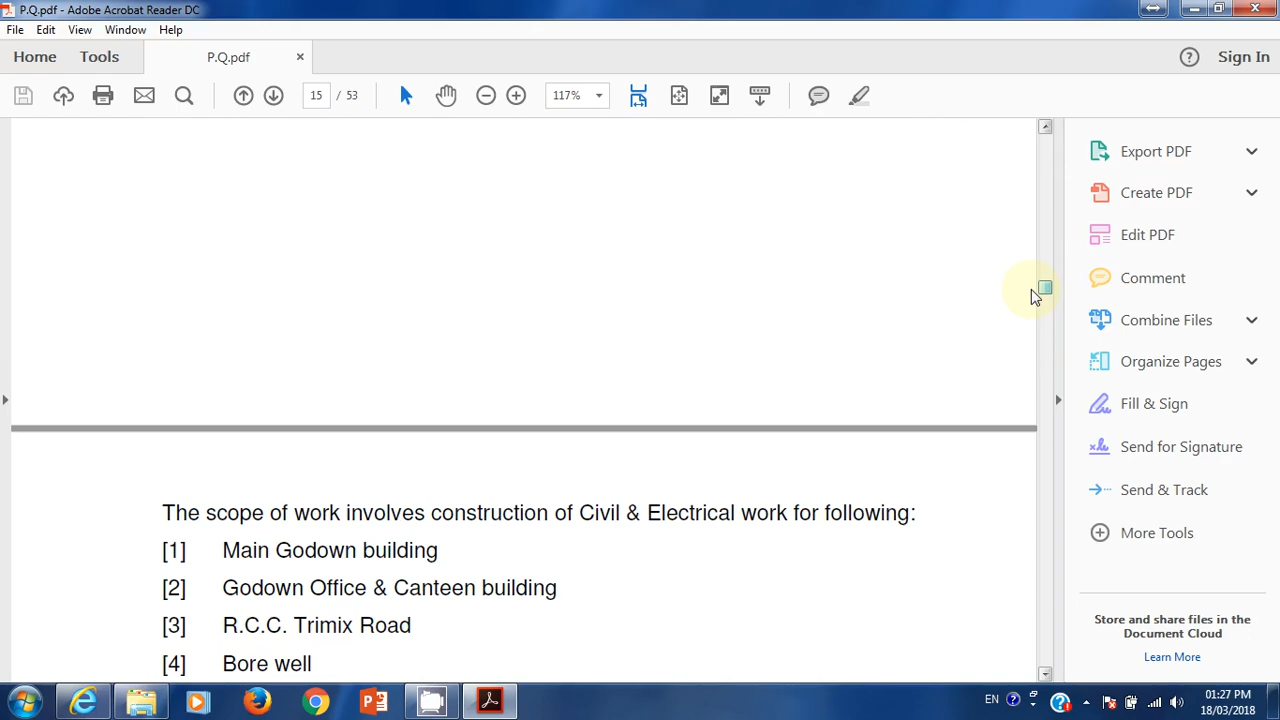 P.Q.pdf - Adobe Acrobat Reader DC
File Edit View Window Help
Home Tools P.Q.pdf × ? Sign In
15 / 53 117%
Export PDF
Create PDF
Edit PDF
Comment
Combine Files
Organize Pages
Fill & Sign
Send for Signature
Send & Track
More Tools
Store and share files in the
Document Cloud
Learn More
The scope of work involves construction of Civil & Electrical work for following:
[1] Main Godown building
[2] Godown Office & Canteen building
[3] R.C.C. Trimix Road
[4] Bore well
EN 01:27 PM
18/03/2018